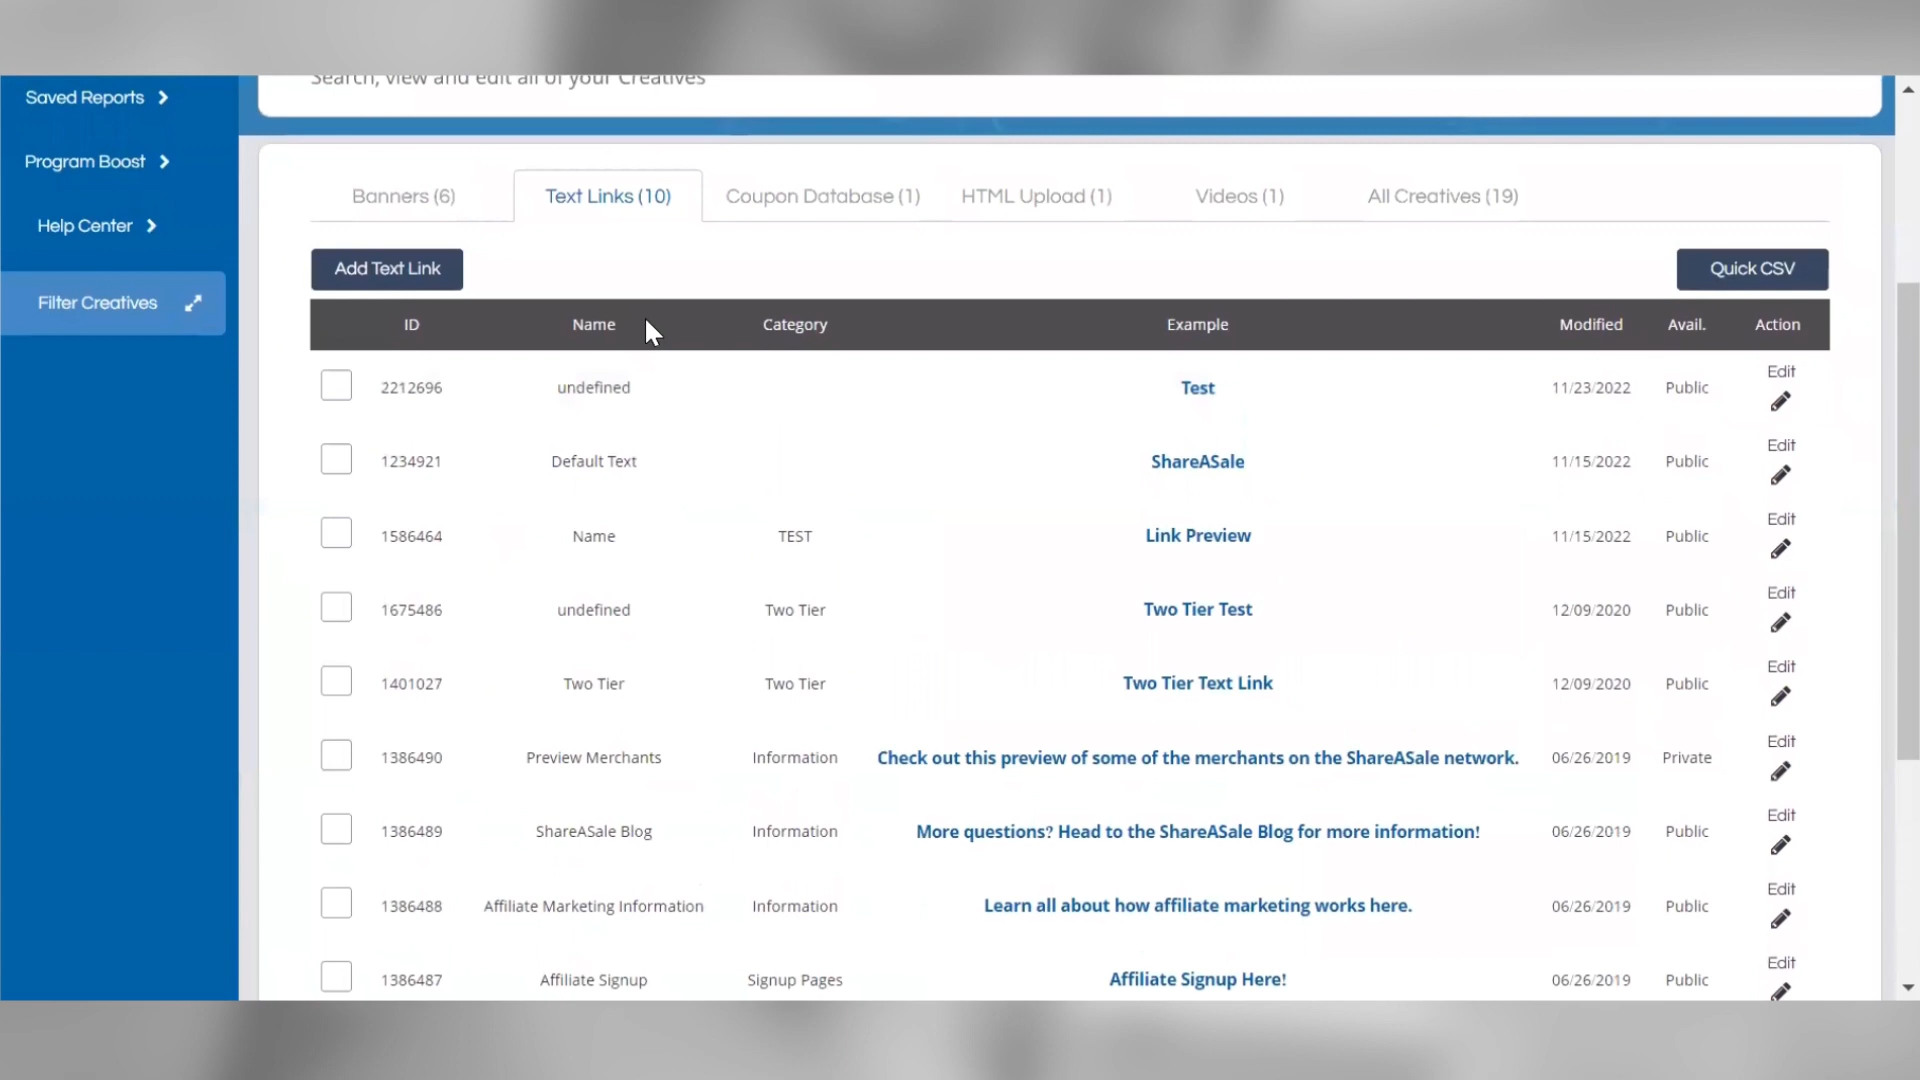 Search, view and edit all of your Creatives
Saved Reports
Program Boost
Help Center
Filter Creatives
Banners (6) Text Links (10) Coupon Database (1) HTML Upload (1) Videos (1) All Creatives (19)
Add Text Link Quick CSV
ID Name Category Example Modified Avail. Action
2212696 undefined Test 11/23/2022 Public Edit
1234921 Default Text ShareASale 11/15/2022 Public Edit
1586464 Name TEST Link Preview 11/15/2022 Public Edit
1675486 undefined Two Tier Two Tier Test 12/09/2020 Public Edit
1401027 Two Tier Two Tier Two Tier Text Link 12/09/2020 Public Edit
1386490 Preview Merchants Information Check out this preview of some of the merchants on the ShareASale network. 06/26/2019 Private Edit
1386489 ShareASale Blog Information More questions? Head to the ShareASale Blog for more information! 06/26/2019 Public Edit
1386488 Affiliate Marketing Information Information Learn all about how affiliate marketing works here. 06/26/2019 Public Edit
1386487 Affiliate Signup Signup Pages Affiliate Signup Here! 06/26/2019 Public Edit